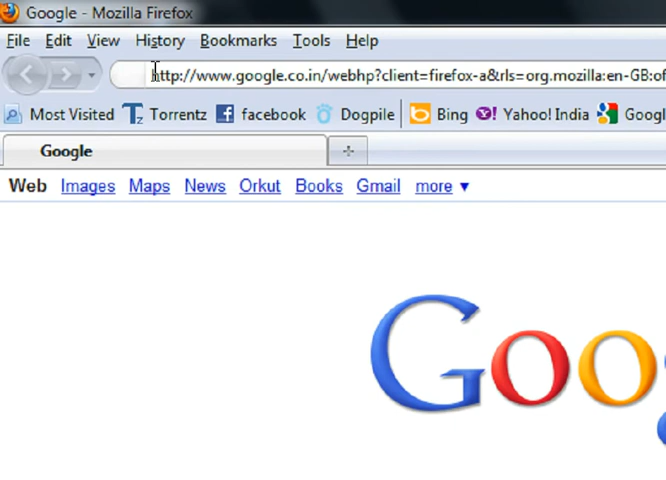 Google - Mozilla Firefox
File Edit View History Bookmarks Tools Help
http://www.google.co.in/webhp?client=firefox-a&rls=org.mozilla:en-GB:of
Most Visited Torrentz facebook Dogpile Bing Yahoo! India Googl
Google
Web Images Maps News Orkut Books Gmail more ▼
Goo